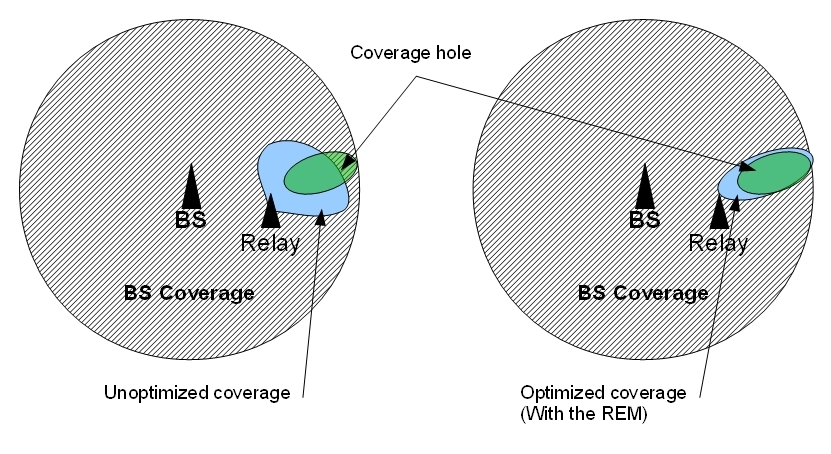 Coverage hole
BS
Relay
BS Coverage
BS
Relay
BS Coverage
Unoptimized coverage
Optimized coverage
(With the REM)